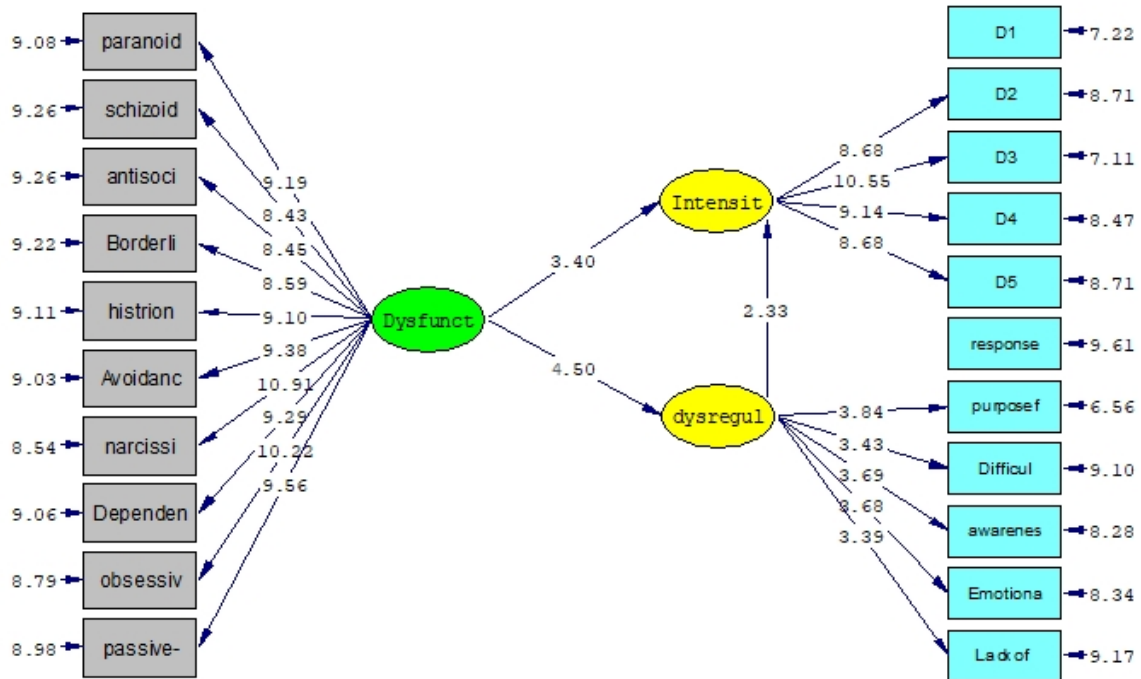 9.08
paranoid
9.26
schizoid
9.26
antisoci
9.22
Borderli
9.11
histrion
9.03
Avoidanc
8.54
narcissi
9.06
Dependen
8.79
obsessiv
8.98
passive-
9.19
8.43
8.45
8.59
9.10
9.38
10.91
9.29
10.22
9.56
Dysfunct
3.40
4.50
Intensit
2.33
dysregul
8.68
10.55
9.14
8.68
3.84
3.43
3.69
3.68
3.39
D1
7.22
D2
8.71
D3
7.11
D4
8.47
D5
8.71
response
9.61
purposef
6.56
Difficul
9.10
awarenes
8.28
Emotiona
8.34
Lack of
9.17